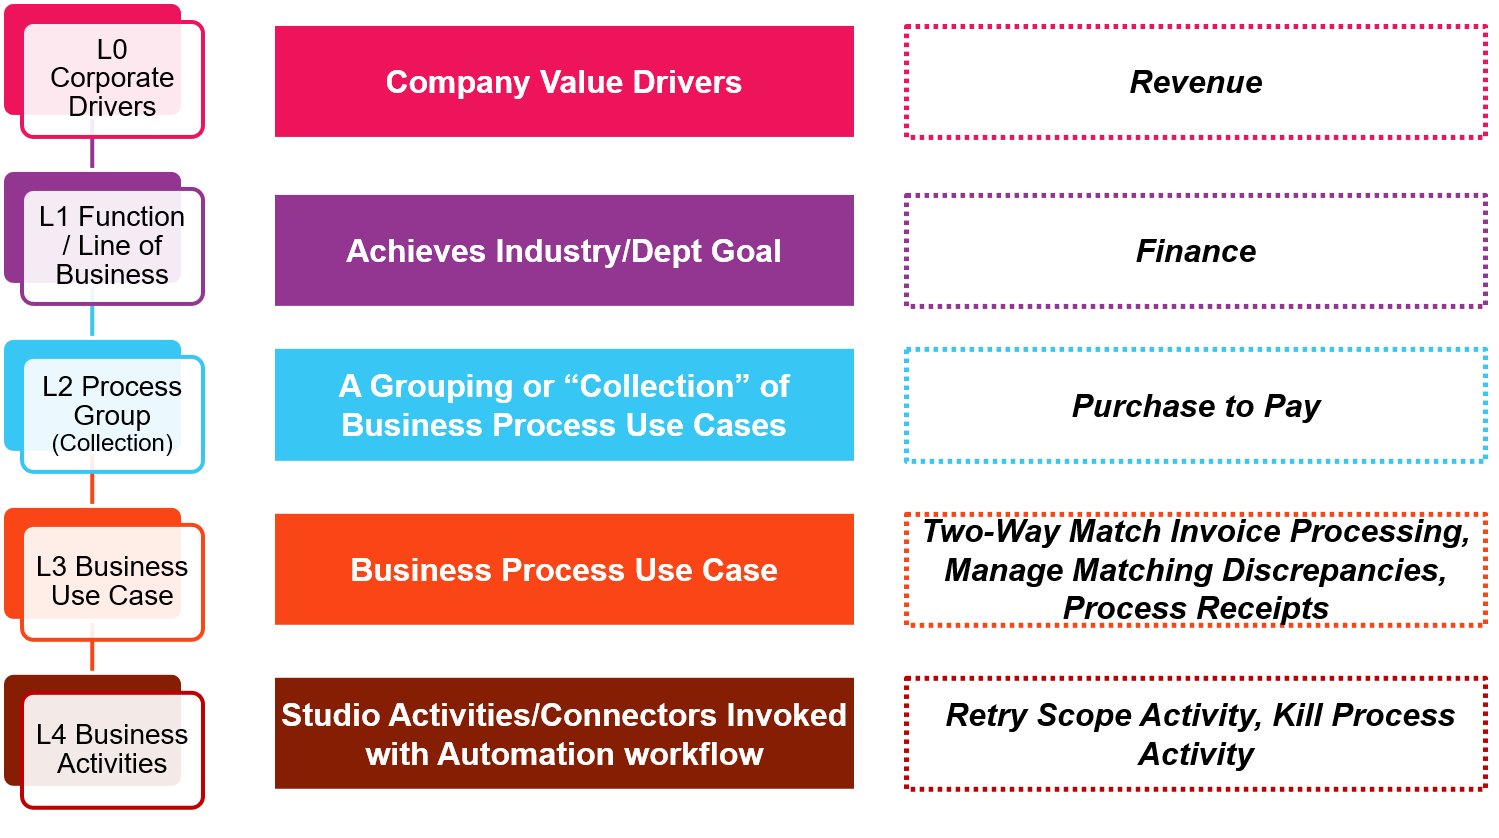 L0
Corporate
Drivers
Company Value Drivers
Revenue
L1 Function
/ Line of
Business
Achieves Industry/Dept Goal
Finance
L2 Process
Group
(Collection)
A Grouping or “Collection” of
Business Process Use Cases
Purchase to Pay
L3 Business
Use Case
Business Process Use Case
Two-Way Match Invoice Processing,
Manage Matching Discrepancies,
Process Receipts
L4 Business
Activities
Studio Activities/Connectors Invoked
with Automation workflow
Retry Scope Activity, Kill Process
Activity